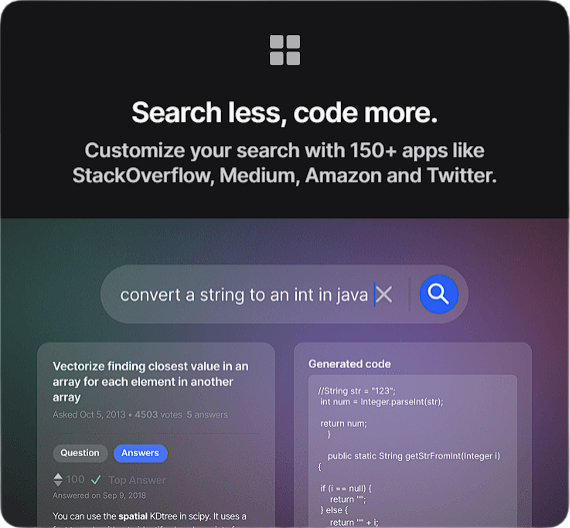 Search less, code more.
Customize your search with 150+ apps like
StackOverflow, Medium, Amazon and Twitter.
convert a string to an int in java
Vectorize finding closest value in an
array for each element in another
array
Asked Oct 5, 2013 • 4503 votes 5 answers
Question
Answers
100 Top Answer
Answered on Sep 9, 2018
You can use the spatial KDtree in scipy. It uses a
Generated code
//String str = "123";
int num = Integer.parseInt(str);
return num;
}
public static String getStrFromInt(Integer i)
{
if (i == null) {
return "";
} else {
return "" + i;